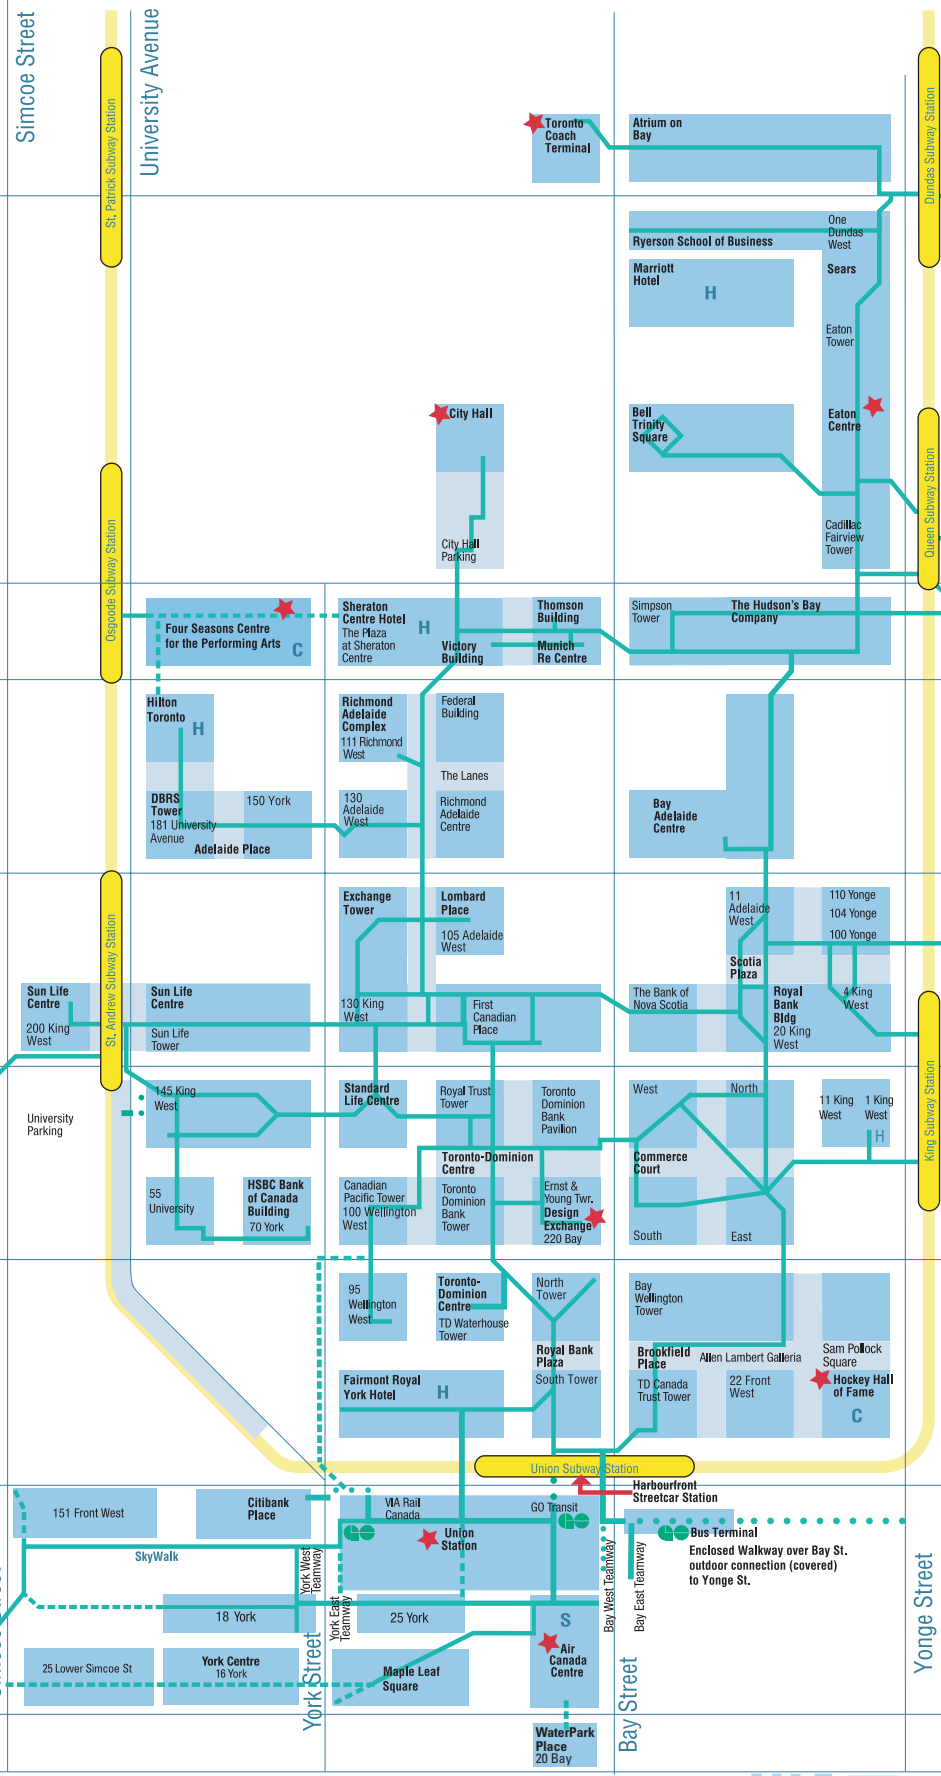 Simcoe Street
University Avenue
St. Patrick Subway Station
Dundas Subway Station
Toronto
Coach
Terminal
Atrium on
Bay
One
Dundas
West
Ryerson School of Business
Marriott
Hotel
H
Sears
Eaton
Tower
City Hall
Bell
Trinity
Square
Eaton
Centre
Osgoode Subway Station
Queen Subway Station
City Hall
Parking
Cadillac
Fairview
Tower
Four Seasons Centre
for the Performing Arts
C
Sheraton
Centre Hotel
The Plaza
at Sheraton
Centre
H
Victory
Building
Thomson
Building
Munich
Re Centre
Simpson
Tower
The Hudson's Bay
Company
Hilton
Toronto
H
Richmond
Adelaide
Complex
111 Richmond
West
Federal
Building
The Lanes
DBRS
Tower
181 University
Avenue
150 York
Adelaide Place
130
Adelaide
West
Richmond
Adelaide
Centre
Bay
Adelaide
Centre
St. Andrew Subway Station
Exchange
Tower
Lombard
Place
105 Adelaide
West
11
Adelaide
West
110 Yonge
104 Yonge
100 Yonge
Scotia
Plaza
Sun Life
Centre
200 King
West
Sun Life
Centre
Sun Life
Tower
130 King
West
First
Canadian
Place
The Bank of
Nova Scotia
Royal
Bank
Bldg
20 King
West
4 King
West
King Subway Station
University
Parking
145 King
West
Standard
Life Centre
Royal Trust
Tower
Toronto
Dominion
Bank
Pavilion
West
North
11 King
West
1 King
West
H
Toronto-Dominion
Centre
Commerce
Court
55
University
HSBC Bank
of Canada
Building
70 York
Canadian
Pacific Tower
100 Wellington
West
Toronto
Dominion
Bank
Tower
Ernst &
Young Twr.
Design
Exchange
220 Bay
South
East
95
Wellington
West
Toronto-
Dominion
Centre
TD Waterhouse
Tower
North
Tower
Bay
Wellington
Tower
Royal Bank
Plaza
South Tower
Brookfield
Place
Allen Lambert Galleria
Sam Pollock
Square
Fairmont Royal
York Hotel
H
TD Canada
Trust Tower
22 Front
West
Hockey Hall
of Fame
C
Union Subway Station
Harbourfront
Streetcar Station
151 Front West
Citibank
Place
VIA Rail
Canada
GO Transit
Union
Station
Bus Terminal
Enclosed Walkway over Bay St.
outdoor connection (covered)
to Yonge St.
SkyWalk
York West
Teamway
York East
Teamway
Bay West Teamway
Bay East Teamway
18 York
25 York
S
Air
Canada
Centre
25 Lower Simcoe St
York Centre
16 York
Maple Leaf
Square
York Street
Bay Street
Yonge Street
WaterPark
Place
20 Bay